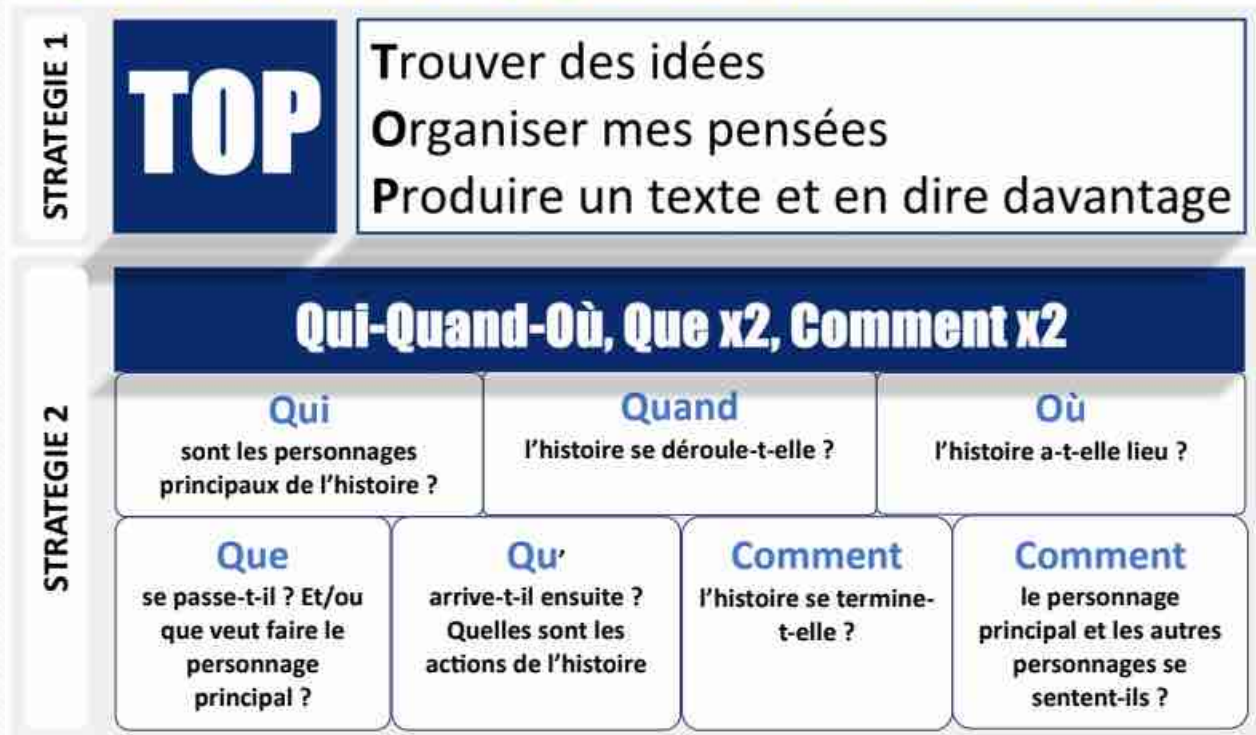 STRATEGIE 1
TOP
Trouver des idées
Organiser mes pensées
Produire un texte et en dire davantage
STRATEGIE 2
Qui-Quand-Où, Que x2, Comment x2
Qui
sont les personnages
principaux de l’histoire ?
Quand
l’histoire se déroule-t-elle ?
Où
l’histoire a-t-elle lieu ?
Que
se passe-t-il ? Et/ou
que veut faire le
personnage
principal ?
Qu’
arrive-t-il ensuite ?
Quelles sont les
actions de l’histoire
Comment
l’histoire se termine-
t-elle ?
Comment
le personnage
principal et les autres
personnages se
sentent-ils ?